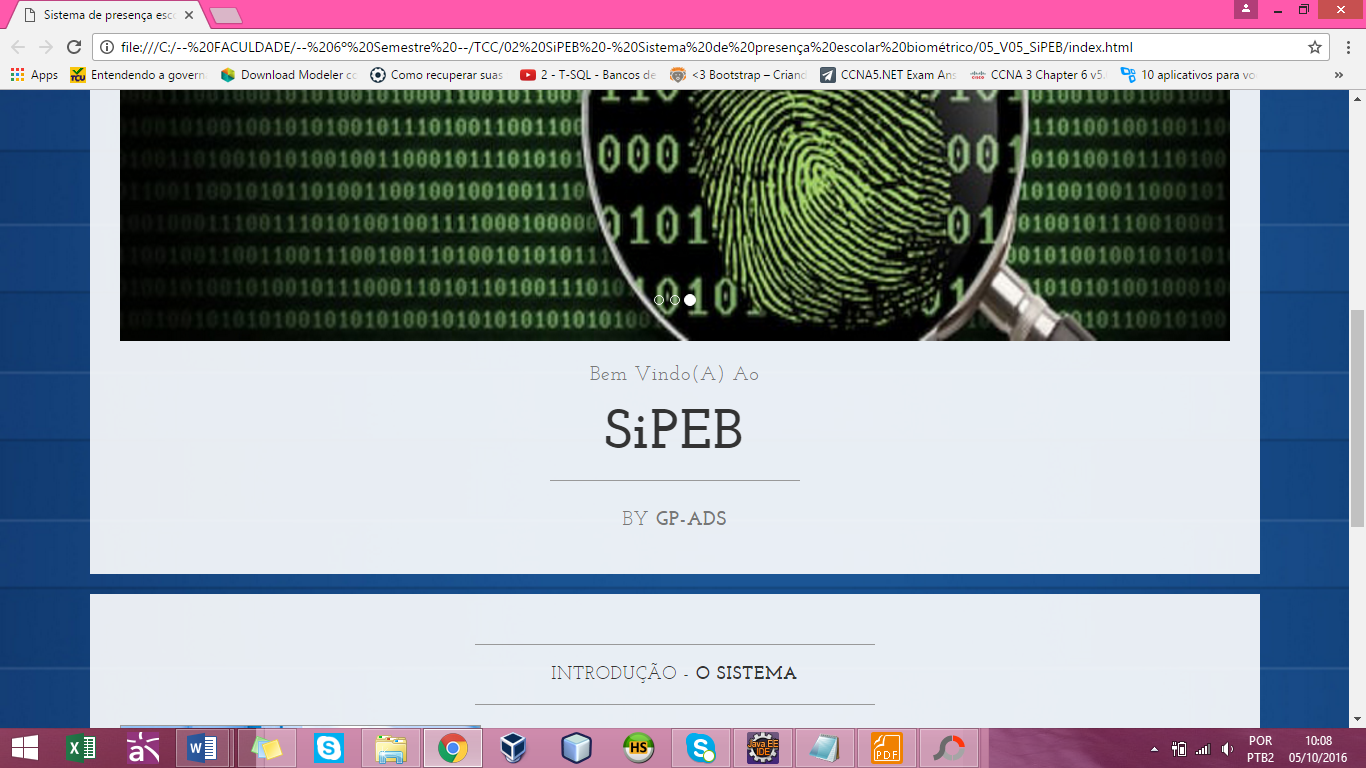 Sistema de presença esc
file:///C:/--%20FACULDADE/--%206º%20Semestre%20--/TCC/02%20SiPEB%20-%20Sistema%20de%20presença%20escolar%20biométrico/05_V05_SiPEB/index.html
Apps
Entendendo a govern
Download Modeler
Como recuperar suas
2 - T-SQL - Bancos de
<3 Bootstrap – Crian
CCNA5.NET Exam An
CCNA 3 Chapter 6 v5.
10 aplicativos para vo
Bem Vindo(A) Ao
SiPEB
BY GP-ADS
INTRODUÇÃO - O SISTEMA
POR 10:08
PTB2 05/10/2016